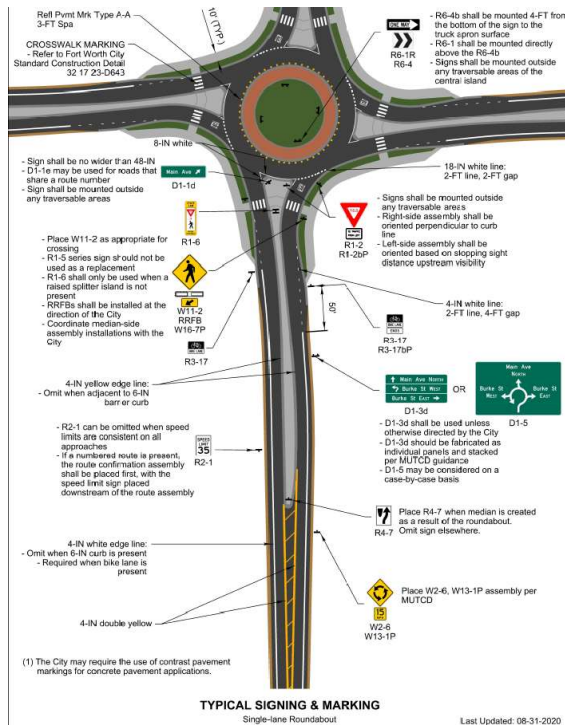 Refl Pvmt Mrk Type A-A
3-FT Spa
10' (TYP.)
CROSSWALK MARKING
- Refer to Fort Worth City
Standard Construction Detail
32 17 23-D643
ONE WAY
R6-1R
R6-4
- R6-4b shall be mounted 4-FT from
the bottom of the sign to the
truck apron surface
- R6-1 shall be mounted directly
above the R6-4b
- Signs shall be mounted outside
any traversable areas of the
central island
8-IN white
- Sign shall be no wider than 48-IN
- D1-1e may be used for roads that
share a route number
- Sign shall be mounted outside
any traversable areas
Main Ave
D1-1d
18-IN white line:
2-FT line, 2-FT gap
R1-6
YIELD
R1-2
R1-2bP
- Signs shall be mounted outside
any traversable areas
- Right-side assembly shall be
oriented perpendicular to curb
line
- Left-side assembly shall be
oriented based on stopping sight
distance upstream visibility
- Place W11-2 as appropriate for
crossing
- R1-5 series sign should not be
used as a replacement
- R1-6 shall only be used when a
raised splitter island is not
present
- RRFBs shall be installed at the
direction of the City
- Coordinate median-side
assembly installations with the
City
W11-2
RRFB
W16-7P
R3-17
50'
4-IN white line:
2-FT line, 4-FT gap
R3-17
R3-17bP
4-IN yellow edge line:
- Omit when adjacent to 6-IN
barrier curb
Main Ave North
Burke St West
Burke St East
D1-3d
OR
Main Ave
North
Burke St
West
Burke St
East
D1-5
- D1-3d shall be used unless
otherwise directed by the City
- D1-3d should be fabricated as
individual panels and stacked
per MUTCD guidance
- D1-5 may be considered on a
case-by-case basis
- R2-1 can be omitted when speed
limits are consistent on all
approaches
- If a numbered route is present,
the route confirmation assembly
shall be placed first, with the
speed limit sign placed
downstream of the route assembly
SPEED
LIMIT
35
R2-1
R4-7
Place R4-7 when median is created
as a result of the roundabout.
Omit sign elsewhere.
4-IN white edge line:
- Omit when 6-IN curb is present
- Required when bike lane is
present
15
W2-6
W13-1P
Place W2-6, W13-1P assembly per
MUTCD
4-IN double yellow
(1) The City may require the use of contrast pavement
markings for concrete pavement applications.
TYPICAL SIGNING & MARKING
Single-lane Roundabout
Last Updated: 08-31-2020